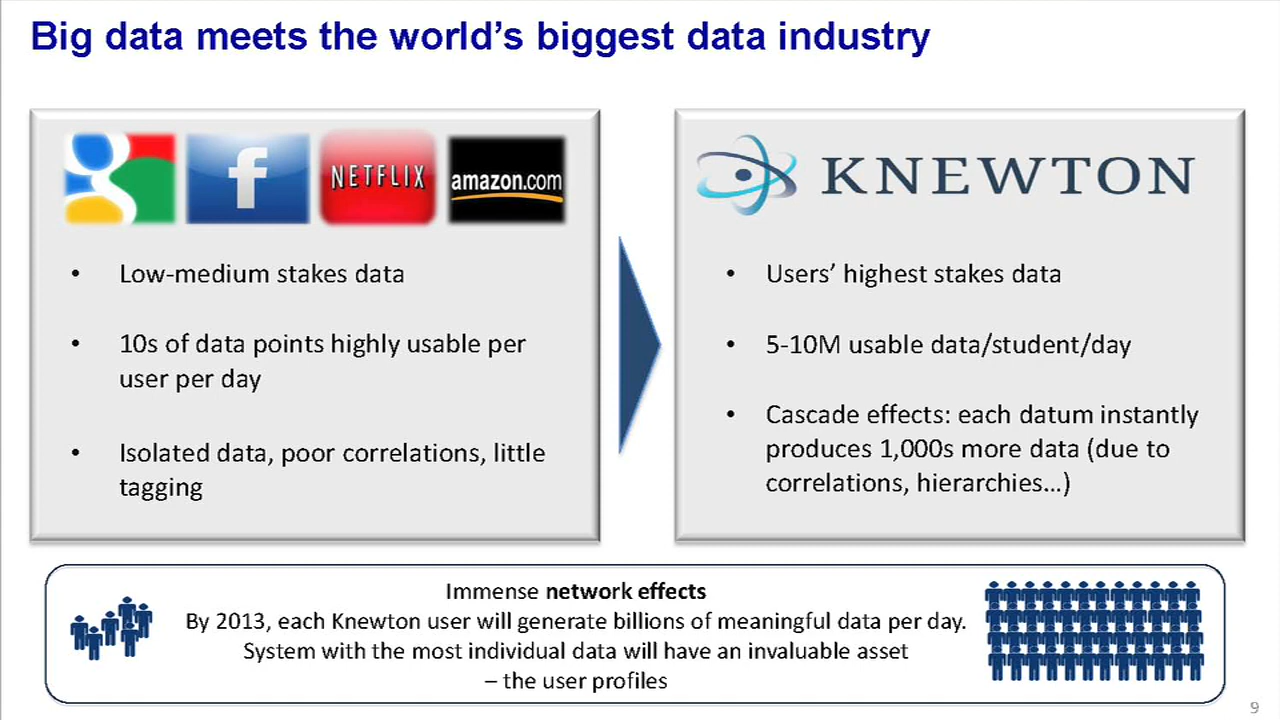 Big data meets the world's biggest data industry
f
NETFLIX
amazon.com
• Low-medium stakes data
• 10s of data points highly usable per
user per day
• Isolated data, poor correlations, little
tagging
KNEWTON
• Users' highest stakes data
• 5-10M usable data/student/day
• Cascade effects: each datum instantly
produces 1,000s more data (due to
correlations, hierarchies…)
Immense network effects
By 2013, each Knewton user will generate billions of meaningful data per day.
System with the most individual data will have an invaluable asset
– the user profiles
9